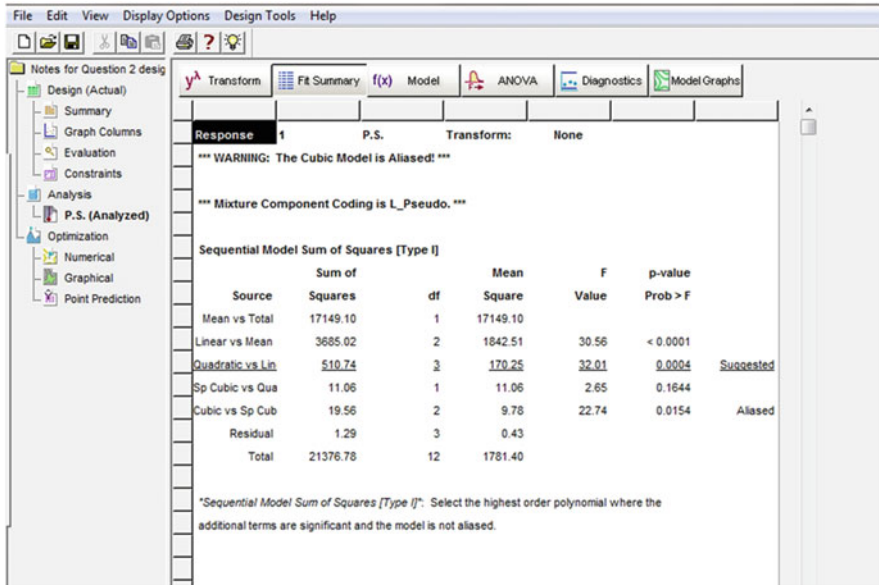 File Edit View Display Options Design Tools Help
Notes for Question 2 desig
Design (Actual)
Summary
Graph Columns
Evaluation
Constraints
Analysis
P.S. (Analyzed)
Optimization
Numerical
Graphical
Point Prediction
yλ Transform Fit Summary f(x) Model ANOVA Diagnostics Model Graphs
Response 1 P.S. Transform: None
*** WARNING: The Cubic Model is Aliased! ***
*** Mixture Component Coding is L_Pseudo. ***
Sequential Model Sum of Squares [Type I]
Sum of Mean F p-value
Source Squares df Square Value Prob > F
Mean vs Total 17149.10 1 17149.10
Linear vs Mean 3685.02 2 1842.51 30.56 < 0.0001
Quadratic vs Lin 510.74 3 170.25 32.01 0.0004 Suggested
Sp Cubic vs Qua 11.06 1 11.06 2.65 0.1644
Cubic vs Sp Cub 19.56 2 9.78 22.74 0.0154 Aliased
Residual 1.29 3 0.43
Total 21376.78 12 1781.40
"Sequential Model Sum of Squares [Type I]": Select the highest order polynomial where the
additional terms are significant and the model is not aliased.